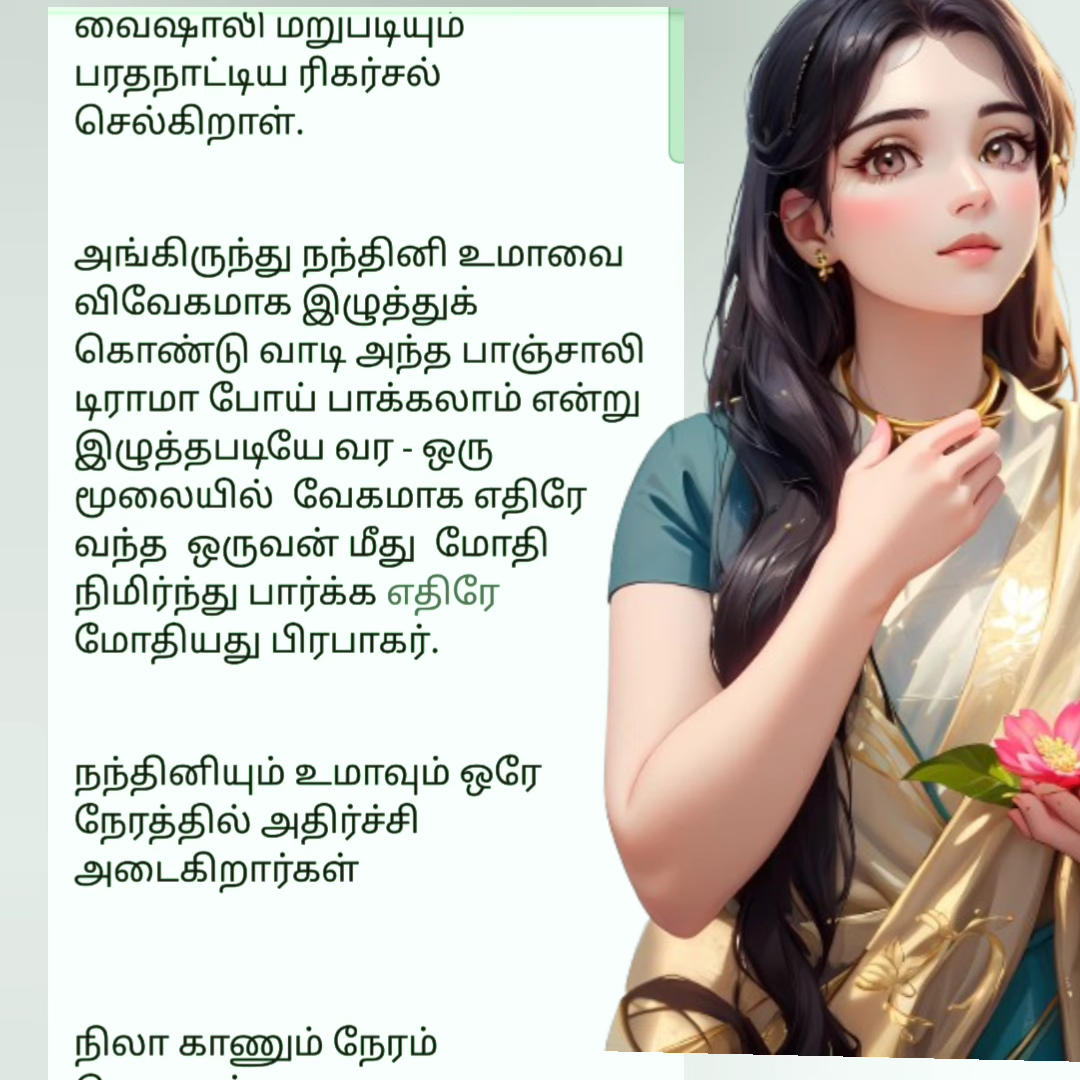 வைஷாலி மறுபடியும்
பரதநாட்டிய ரிகர்சல்
செல்கிறாள்.
அங்கிருந்து நந்தினி உமாவை
விவேகமாக இழுத்துக்
கொண்டு வாடி அந்த பாஞ்சாலி
டிராமா போய் பாக்கலாம் என்று
இழுத்தபடியே வர - ஒரு
மூலையில் வேகமாக எதிரே
வந்த ஒருவன் மீது மோதி
நிமிர்ந்து பார்க்க எதிரே
மோதியது பிரபாகர்.
நந்தினியும் உமாவும் ஒரே
நேரத்தில் அதிர்ச்சி
அடைகிறார்கள்
நிலா காணும் நேரம்